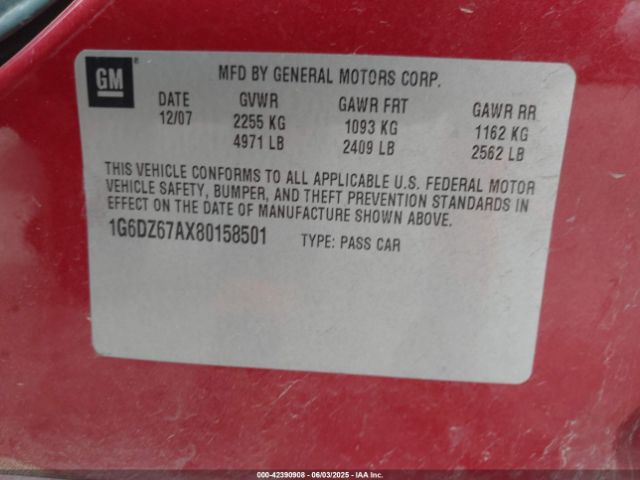 GM ®
MFD BY GENERAL MOTORS CORP.
DATE GVWR GAWR FRT GAWR RR
12/07 2255 KG 1093 KG 1162 KG
4971 LB 2409 LB 2562 LB
THIS VEHICLE CONFORMS TO ALL APPLICABLE U.S. FEDERAL MOTOR
VEHICLE SAFETY, BUMPER, AND THEFT PREVENTION STANDARDS IN
EFFECT ON THE DATE OF MANUFACTURE SHOWN ABOVE.
1G6DZ67AX80158501 TYPE: PASS CAR
000-42390908 - 06/03/2025 - IAAI.COM